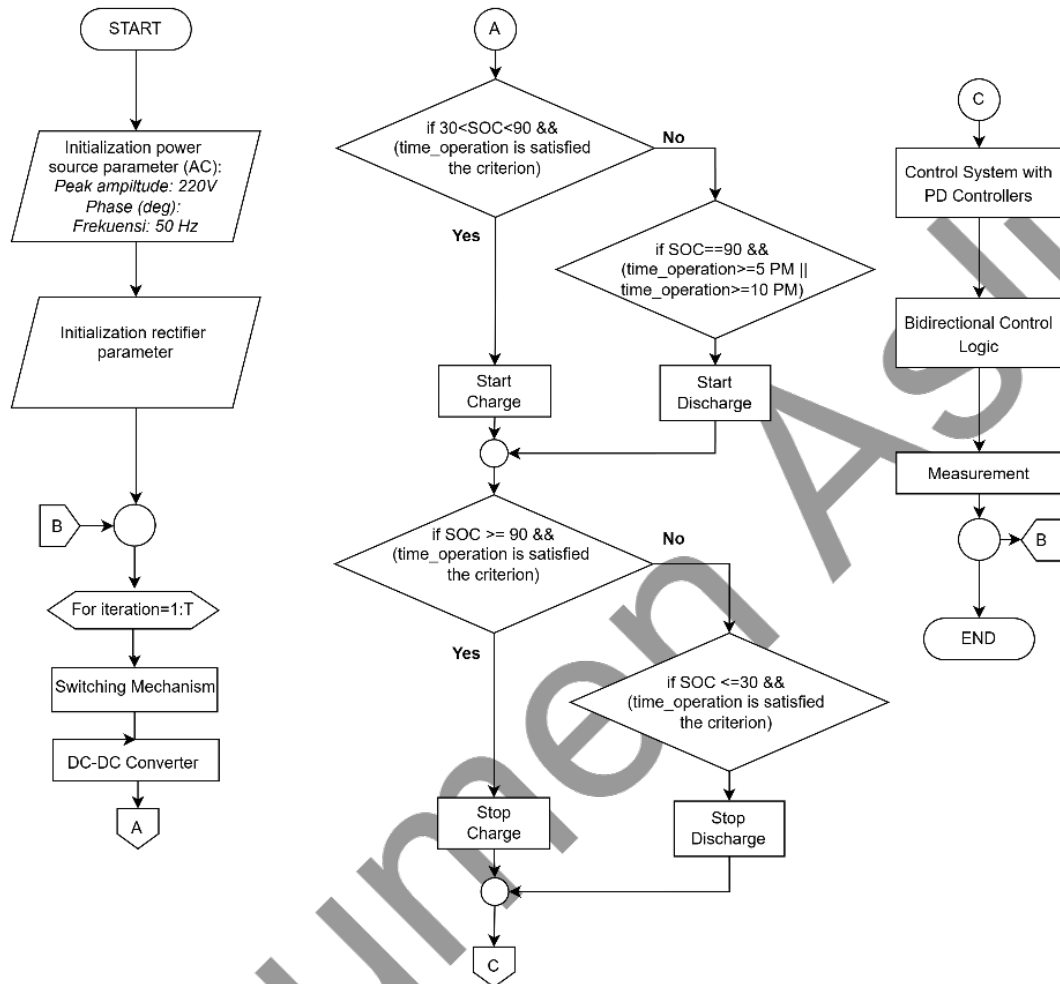 START
Initialization power
source parameter (AC):
Peak ampitude: 220V
Phase (deg):
Frekuensi: 50 Hz
Initialization rectifier
parameter
B
For iteration=1:T
Switching Mechanism
DC-DC Converter
A
A
if 30<SOC<90 &&
(time_operation is satisfied
the criterion)
No
Yes
if SOC==90 &&
(time_operation>=5 PM ||
time_operation>=10 PM)
Start
Charge
Start
Discharge
if SOC >= 90 &&
(time_operation is satisfied
the criterion)
No
Yes
if SOC <=30 &&
(time_operation is satisfied
the criterion)
Stop
Charge
Stop
Discharge
C
C
Control System with
PD Controllers
Bidirectional Control
Logic
Measurement
B
END